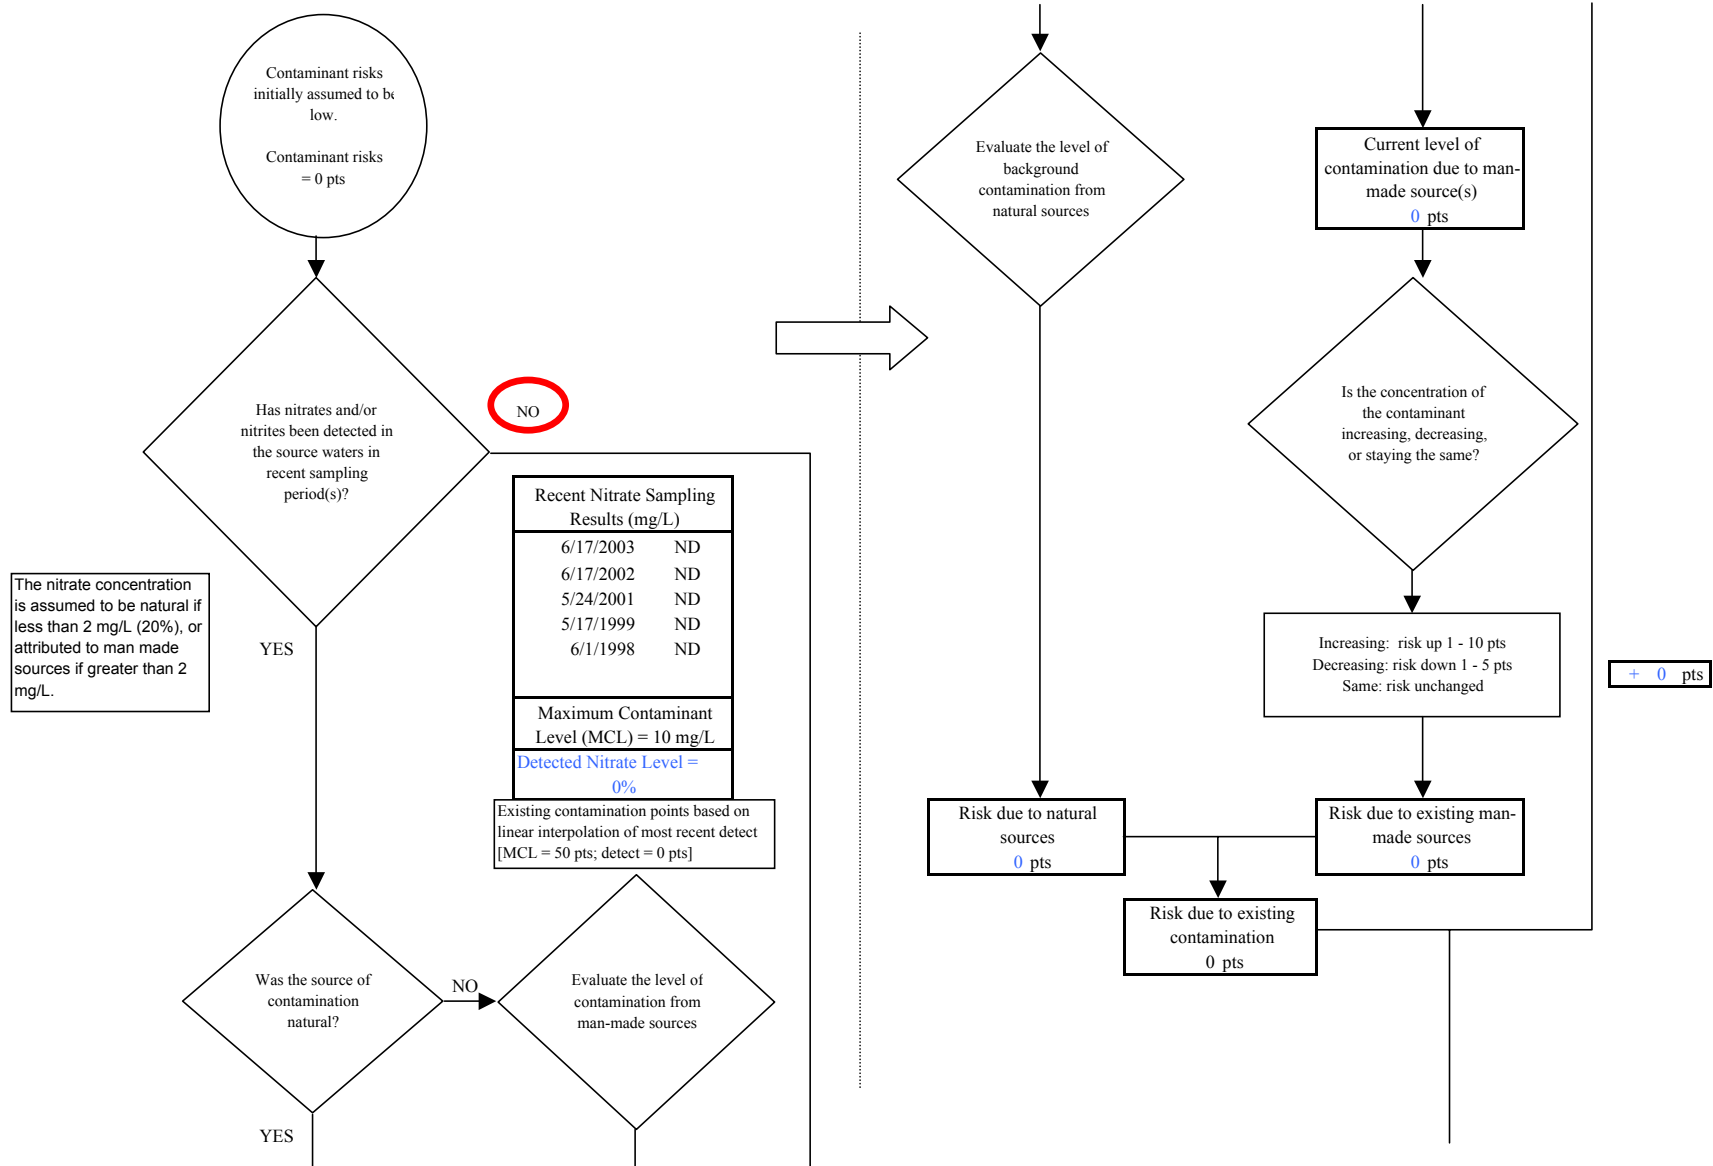 Contaminant risks
initially assumed to be
low.
Contaminant risks
= 0 pts
Has nitrates and/or
nitrites been detected in
the source waters in
recent sampling
period(s)?
NO
Recent Nitrate Sampling
Results (mg/L)
6/17/2003 ND
6/17/2002 ND
5/24/2001 ND
5/17/1999 ND
6/1/1998 ND
Maximum Contaminant
Level (MCL) = 10 mg/L
Detected Nitrate Level =
0%
Existing contamination points based on
linear interpolation of most recent detect
[MCL = 50 pts; detect = 0 pts]
The nitrate concentration
is assumed to be natural if
less than 2 mg/L (20%), or
attributed to man made
sources if greater than 2
mg/L.
YES
Was the source of
contamination
natural?
NO
Evaluate the level of
contamination from
man-made sources
YES
Evaluate the level of
background
contamination from
natural sources
Current level of
contamination due to man-
made source(s)
0 pts
Is the concentration of
the contaminant
increasing, decreasing,
or staying the same?
Increasing: risk up 1 - 10 pts
Decreasing: risk down 1 - 5 pts
Same: risk unchanged
+ 0 pts
Risk due to natural
sources
0 pts
Risk due to existing man-
made sources
0 pts
Risk due to existing
contamination
0 pts